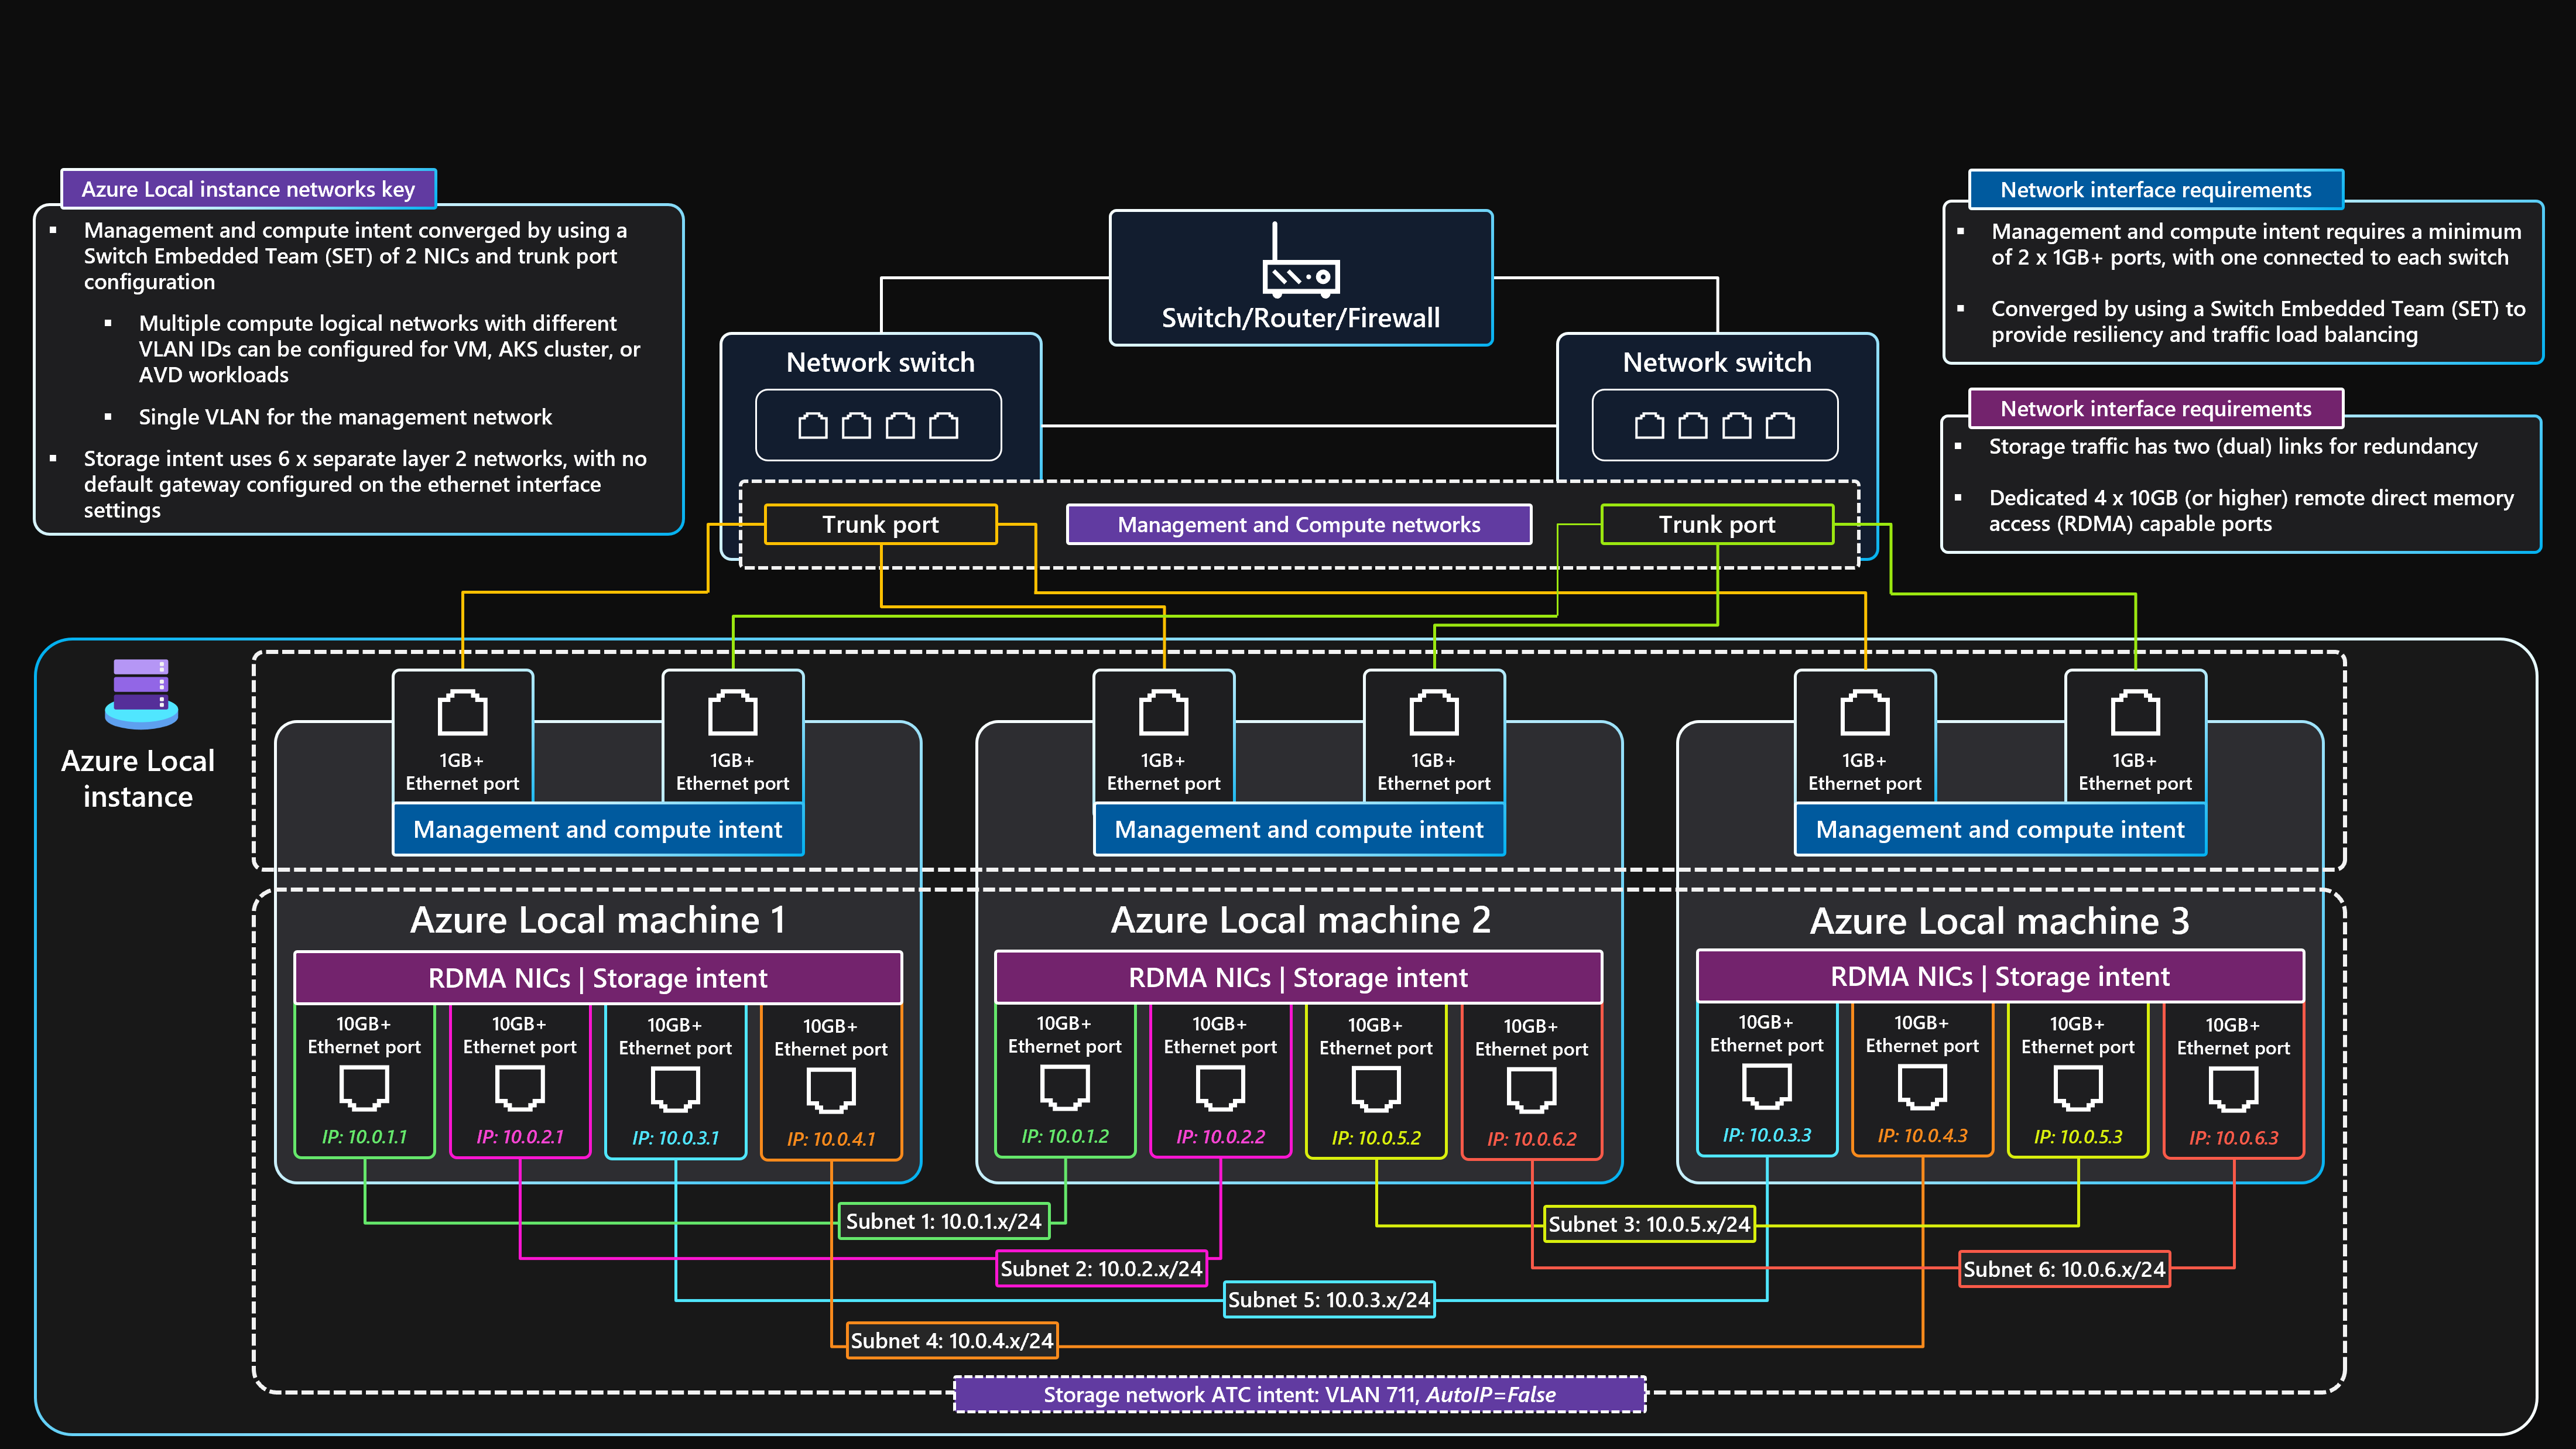 Azure Local instance networks key
▪ Management and compute intent converged by using a
Switch Embedded Team (SET) of 2 NICs and trunk port
configuration
▪ Multiple compute logical networks with different
VLAN IDs can be configured for VM, AKS cluster, or
AVD workloads
▪ Single VLAN for the management network
▪ Storage intent uses 6 x separate layer 2 networks, with no
default gateway configured on the ethernet interface
settings
Switch/Router/Firewall
Network switch
Network switch
Trunk port
Management and Compute networks
Trunk port
Network interface requirements
▪ Management and compute intent requires a minimum
of 2 x 1GB+ ports, with one connected to each switch
▪ Converged by using a Switch Embedded Team (SET) to
provide resiliency and traffic load balancing
Network interface requirements
▪ Storage traffic has two (dual) links for redundancy
▪ Dedicated 4 x 10GB (or higher) remote direct memory
access (RDMA) capable ports
Azure Local
instance
1GB+
Ethernet port
1GB+
Ethernet port
Management and compute intent
1GB+
Ethernet port
1GB+
Ethernet port
Management and compute intent
1GB+
Ethernet port
1GB+
Ethernet port
Management and compute intent
Azure Local machine 1
RDMA NICs | Storage intent
10GB+
Ethernet port
IP: 10.0.1.1
10GB+
Ethernet port
IP: 10.0.2.1
10GB+
Ethernet port
IP: 10.0.3.1
10GB+
Ethernet port
IP: 10.0.4.1
Azure Local machine 2
RDMA NICs | Storage intent
10GB+
Ethernet port
IP: 10.0.1.2
10GB+
Ethernet port
IP: 10.0.2.2
10GB+
Ethernet port
IP: 10.0.5.2
10GB+
Ethernet port
IP: 10.0.6.2
Azure Local machine 3
RDMA NICs | Storage intent
10GB+
Ethernet port
IP: 10.0.3.3
10GB+
Ethernet port
IP: 10.0.4.3
10GB+
Ethernet port
IP: 10.0.5.3
10GB+
Ethernet port
IP: 10.0.6.3
Subnet 1: 10.0.1.x/24
Subnet 3: 10.0.5.x/24
Subnet 2: 10.0.2.x/24
Subnet 6: 10.0.6.x/24
Subnet 5: 10.0.3.x/24
Subnet 4: 10.0.4.x/24
Storage network ATC intent: VLAN 711, AutoIP=False